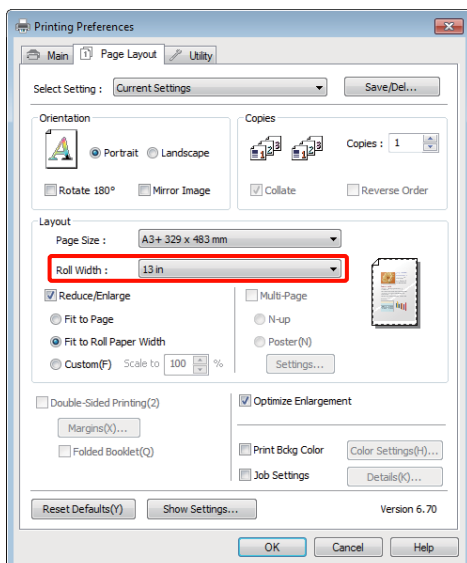 Printing Preferences
Main Page Layout Utility
Select Setting : Current Settings Save/Del...
Orientation Copies
Portrait Landscape Copies : 1
Rotate 180° Mirror Image Collate Reverse Order
Layout
Page Size : A3+ 329 x 483 mm
Roll Width : 13 in
Reduce/Enlarge Multi-Page
Fit to Page N-up
Fit to Roll Paper Width Poster(N)
Custom(F) Scale to 100 % Settings...
Double-Sided Printing(2) Optimize Enlargement
Margins(X)...
Folded Booklet(Q) Print Bckg Color Color Settings(H)...
Job Settings Details(K)...
Reset Defaults(Y) Show Settings... Version 6.70
OK Cancel Help